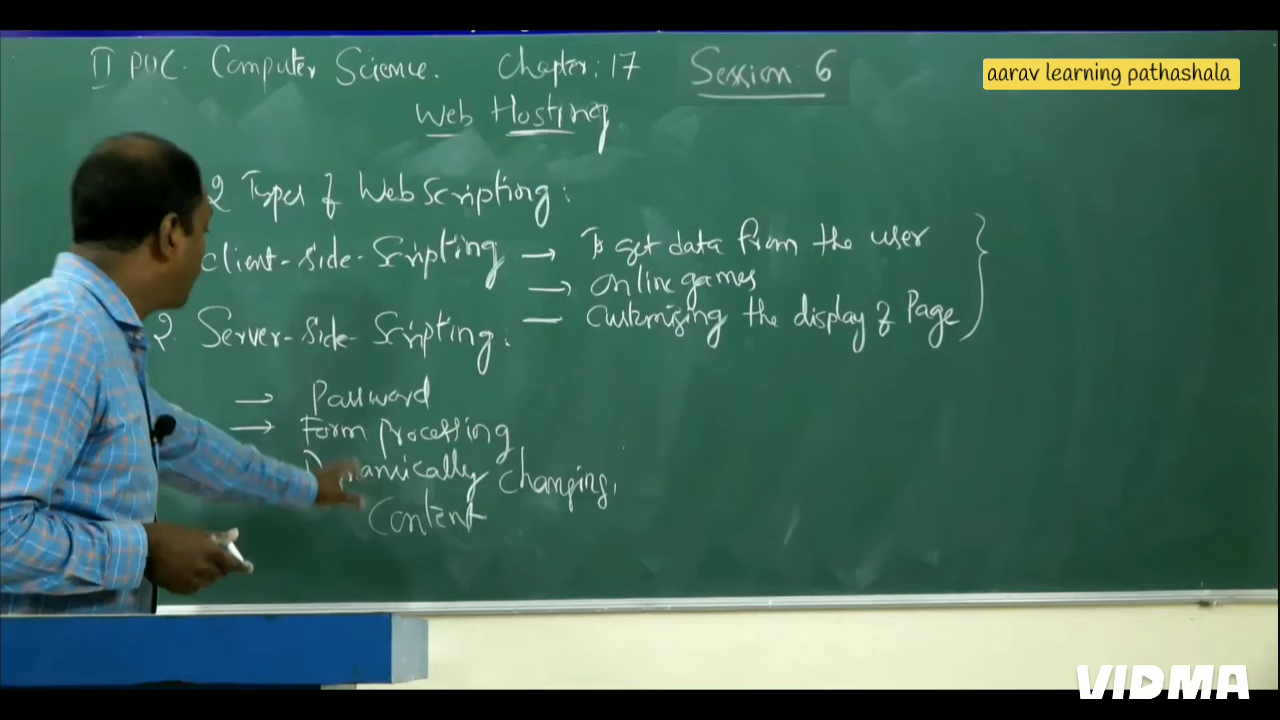 II PUC. Computer Science. Chapter: 17 Session: 6
aarav learning pathashala
Web Hosting
2 Types of Web Scripting:
Client-Side-Scripting → To get data from the user
→ Online games
2. Server-Side-Scripting: — Customising the display of Page
→ Password
→ Form processing
Dynamically changing
Content
VIDMA